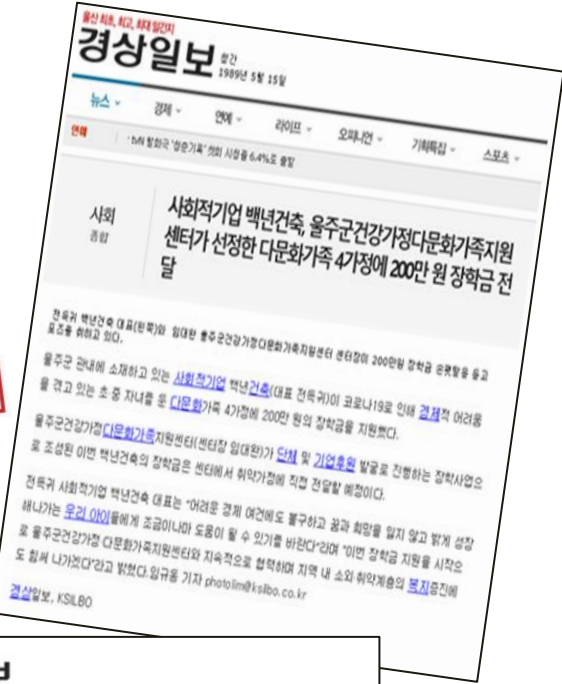 울산 최초, 최고, 최대 일간지
경상일보 창간
1989년 5월 15일
뉴스 경제 연예 라이프 오피니언 기획특집 스포츠
연예 · tvN 월화극 '청춘기록' 첫회 시청률 6.4%로 출발
사회
종합
사회적기업 백년건축, 울주군건강가정다문화가족지원
센터가 선정한 다문화가족 4가정에 200만 원 장학금 전
달
전득귀 백년건축 대표(왼쪽)와 임대완 울주군건강가정다문화가족지원센터 센터장이 200만원 장학금 손팻말을 들고
포즈를 취하고 있다.
울주군 관내에 소재하고 있는 사회적기업 백년건축(대표 전득귀)이 코로나19로 인해 경제적 어려움
을 겪고 있는 초·중 자녀를 둔 다문화가족 4가정에 200만 원의 장학금을 지원했다.
울주군건강가정다문화가족지원센터(센터장 임대완)가 단체 및 기업후원 발굴로 진행하는 장학사업으
로 조성된 이번 백년건축의 장학금은 센터에서 취약가정에 직접 전달할 예정이다.
전득귀 사회적기업 백년건축 대표는 "어려운 경제 여건에도 불구하고 꿈과 희망을 잃지 않고 밝게 성장
해나가는 우리 아이들에게 조금이나마 도움이 될 수 있기를 바란다"라며 "이번 장학금 지원을 시작으
로 울주군건강가정 다문화가족지원센터와 지속적으로 협력하며 지역 내 소외·취약계층의 복지증진에
도 힘써 나가겠다"라고 밝혔다.임규동 기자 photolim@ksilbo.co.kr
경상일보, KSILBO